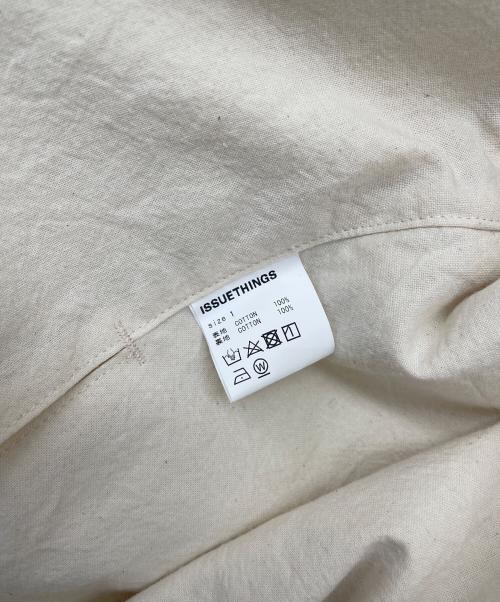 ISSUETHINGS
size 1
表地 COTTON 100%
裏地 COTTON 100%
W